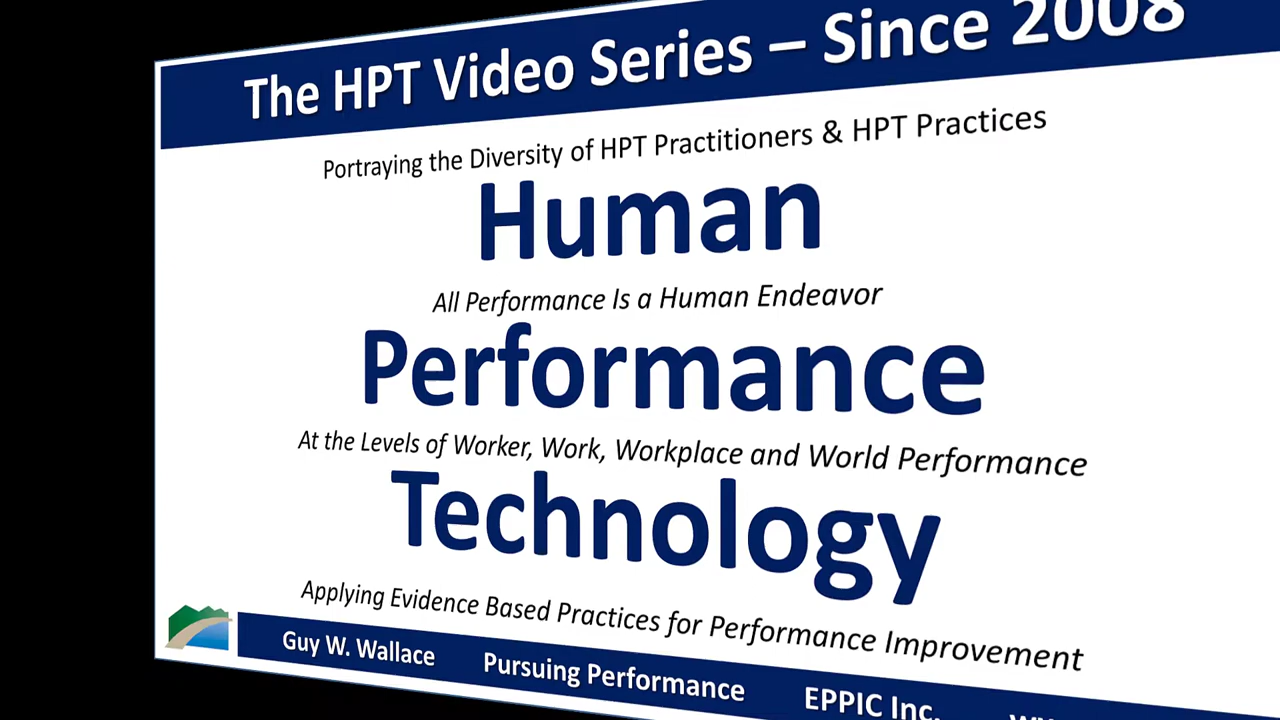 The HPT Video Series – Since 2008
Portraying the Diversity of HPT Practitioners & HPT Practices
Human
All Performance Is a Human Endeavor
Performance
At the Levels of Worker, Work, Workplace and World Performance
Technology
Applying Evidence Based Practices for Performance Improvement
Guy W. Wallace Pursuing Performance EPPIC Inc.